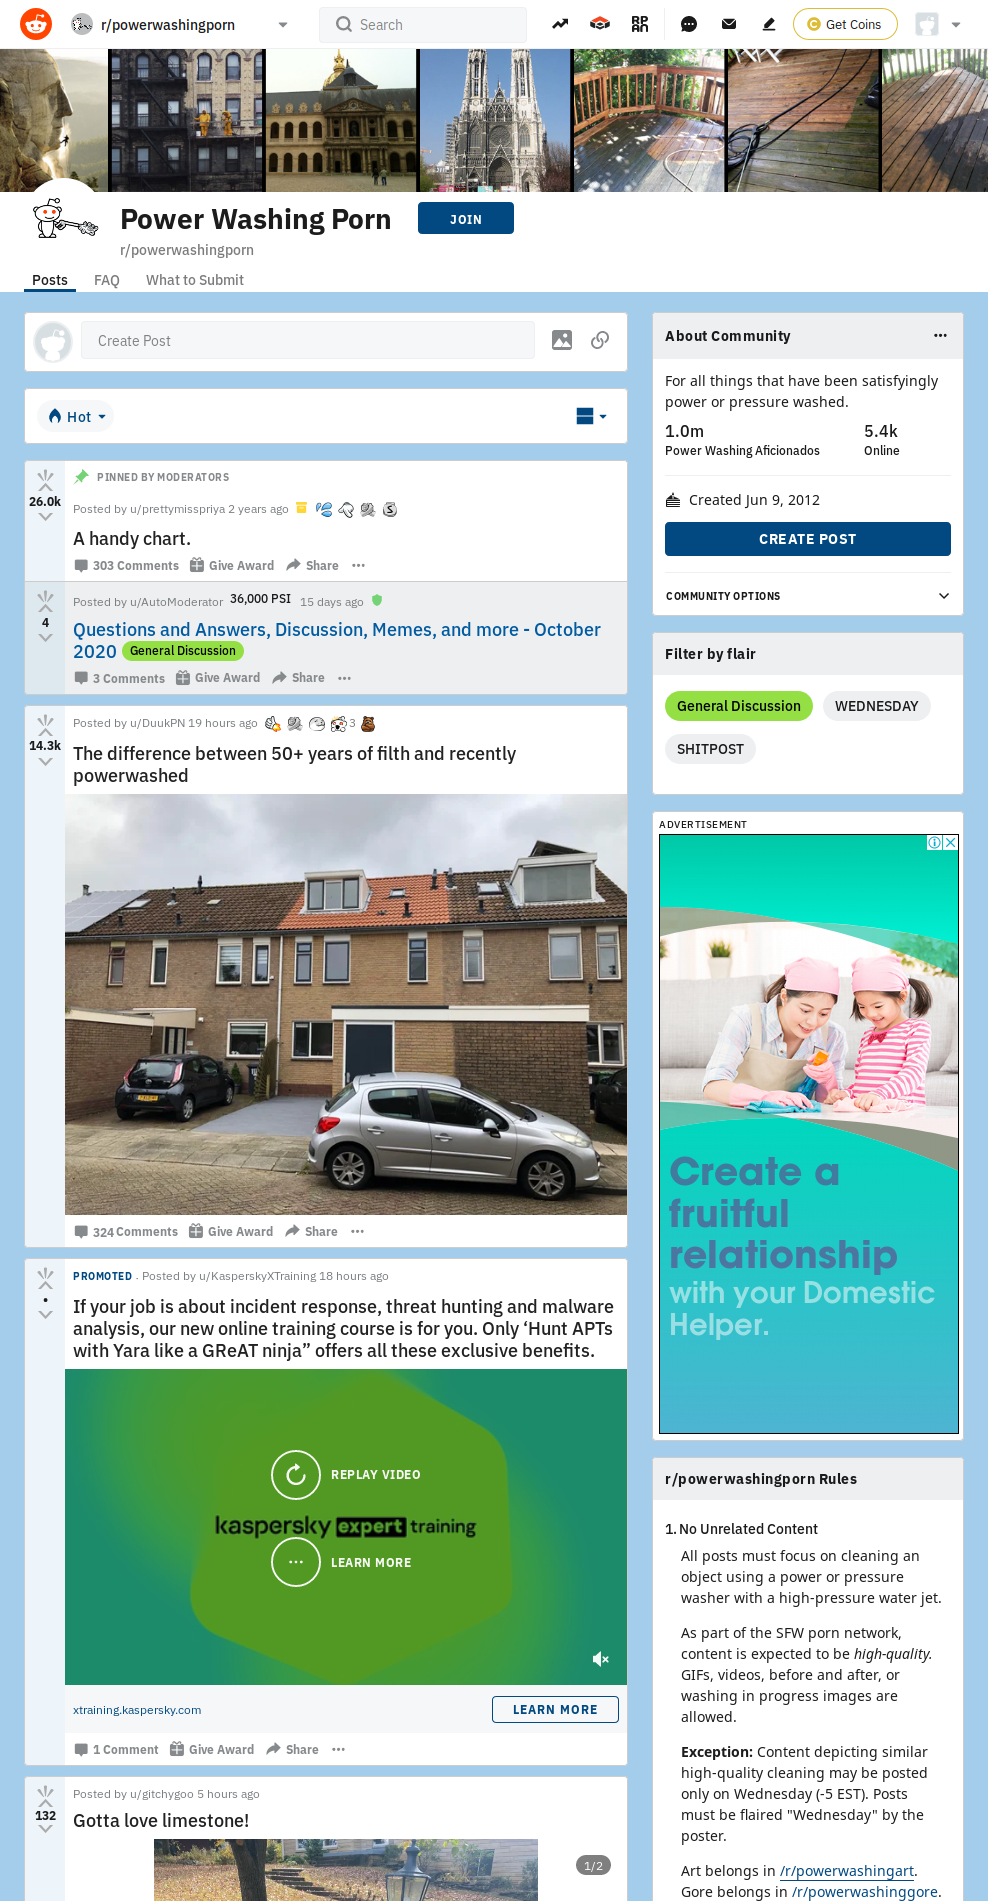 r/powerwashingporn
Search
Get Coins
Power Washing Porn
JOIN
r/powerwashingporn
Posts
FAQ
What to Submit
Create Post
Hot
PINNED BY MODERATORS
26.0k
Posted by u/prettymisspriya 2 years ago
A handy chart.
303 Comments
Give Award
Share
4
Posted by u/AutoModerator 36,000 PSI 15 days ago
Questions and Answers, Discussion, Memes, and more - October
2020 General Discussion
3 Comments
Give Award
Share
14.3k
Posted by u/DuukPN 19 hours ago 3
The difference between 50+ years of filth and recently
powerwashed
324 Comments
Give Award
Share
PROMOTED · Posted by u/KasperskyXTraining 18 hours ago
If your job is about incident response, threat hunting and malware
analysis, our new online training course is for you. Only ‘Hunt APTs
with Yara like a GReAT ninja” offers all these exclusive benefits.
REPLAY VIDEO
kaspersky expert training
LEARN MORE
xtraining.kaspersky.com
LEARN MORE
1 Comment
Give Award
Share
132
Posted by u/gitchygoo 5 hours ago
Gotta love limestone!
1/2
About Community
For all things that have been satisfyingly
power or pressure washed.
1.0m
5.4k
Power Washing Aficionados
Online
Created Jun 9, 2012
CREATE POST
COMMUNITY OPTIONS
Filter by flair
General Discussion
WEDNESDAY
SHITPOST
ADVERTISEMENT
Create a
fruitful
relationship
with your Domestic
Helper.
r/powerwashingporn Rules
1. No Unrelated Content
All posts must focus on cleaning an
object using a power or pressure
washer with a high-pressure water jet.
As part of the SFW porn network,
content is expected to be high-quality.
GIFs, videos, before and after, or
washing in progress images are
allowed.
Exception: Content depicting similar
high-quality cleaning may be posted
only on Wednesday (-5 EST). Posts
must be flaired "Wednesday" by the
poster.
Art belongs in /r/powerwashingart.
Gore belongs in /r/powerwashinggore.